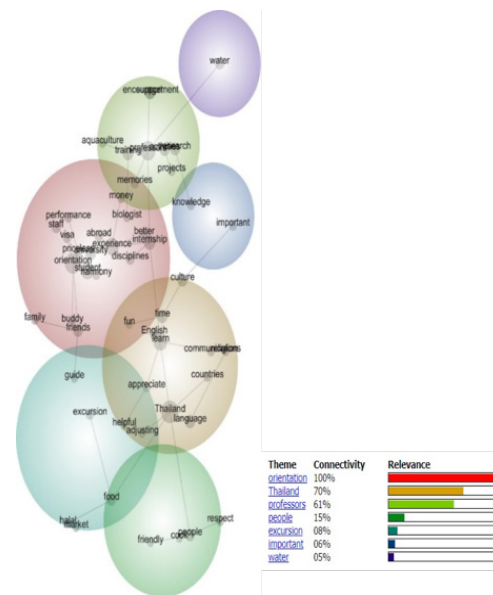 water
encouragement
aquaculture
training
research
projects
memories
money
knowledge
biologist
important
performance
staff
visa
abroad
better
internship
experience
disciplines
orientation
student
harmony
culture
family
buddy
friends
fun
time
English
learn
guide
appreciate
countries
excursion
Thailand
helpful
language
adjusting
food
halal
market
respect
people
friendly
cook
Theme Connectivity Relevance
orientation 100%
Thailand 70%
professors 61%
people 15%
excursion 08%
important 06%
water 05%